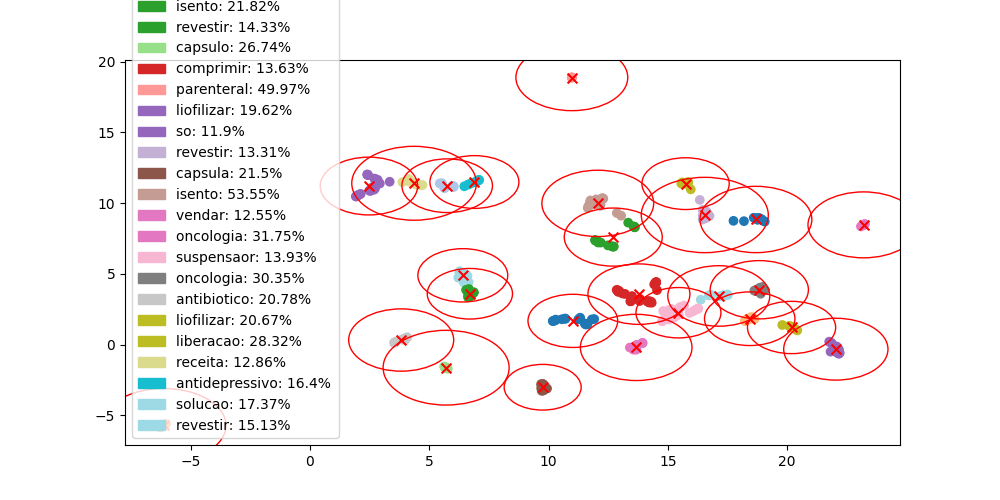 isento: 21.82%
revestir: 14.33%
capsulo: 26.74%
comprimir: 13.63%
parenteral: 49.97%
liofilizar: 19.62%
so: 11.9%
revestir: 13.31%
capsula: 21.5%
isento: 53.55%
vendar: 12.55%
oncologia: 31.75%
suspensaor: 13.93%
oncologia: 30.35%
antibiotico: 20.78%
liofilizar: 20.67%
liberacao: 28.32%
receita: 12.86%
antidepressivo: 16.4%
solucao: 17.37%
revestir: 15.13%
20
15
10
5
0
−5
−5 0 5 10 15 20